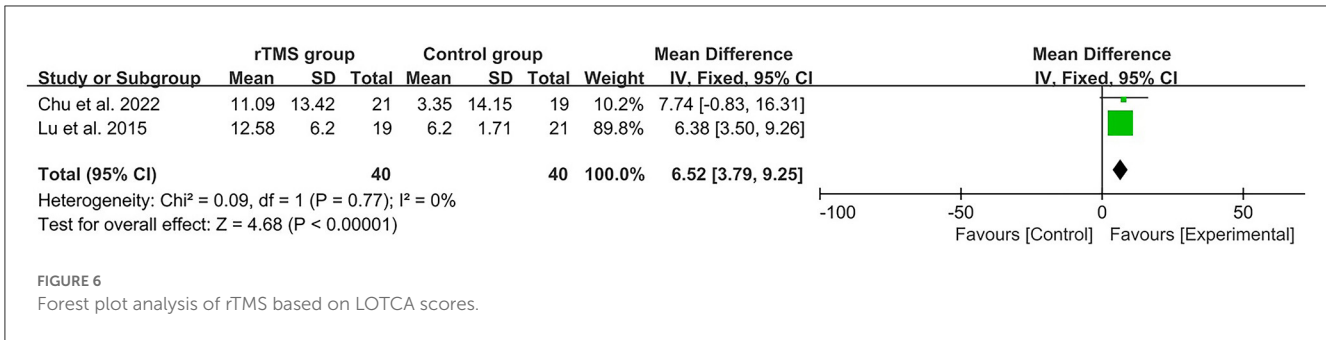 rTMS group Control group Mean Difference Mean Difference
Study or Subgroup Mean SD Total Mean SD Total Weight IV, Fixed, 95% CI IV, Fixed, 95% CI
Chu et al. 2022 11.09 13.42 21 3.35 14.15 19 10.2% 7.74 [-0.83, 16.31]
Lu et al. 2015 12.58 6.2 19 6.2 1.71 21 89.8% 6.38 [3.50, 9.26]
Total (95% CI) 40 40 100.0% 6.52 [3.79, 9.25]
Heterogeneity: Chi² = 0.09, df = 1 (P = 0.77); I² = 0%
Test for overall effect: Z = 4.68 (P < 0.00001)
-100 -50 0 50
Favours [Control] Favours [Experimental]
FIGURE 6
Forest plot analysis of rTMS based on LOTCA scores.